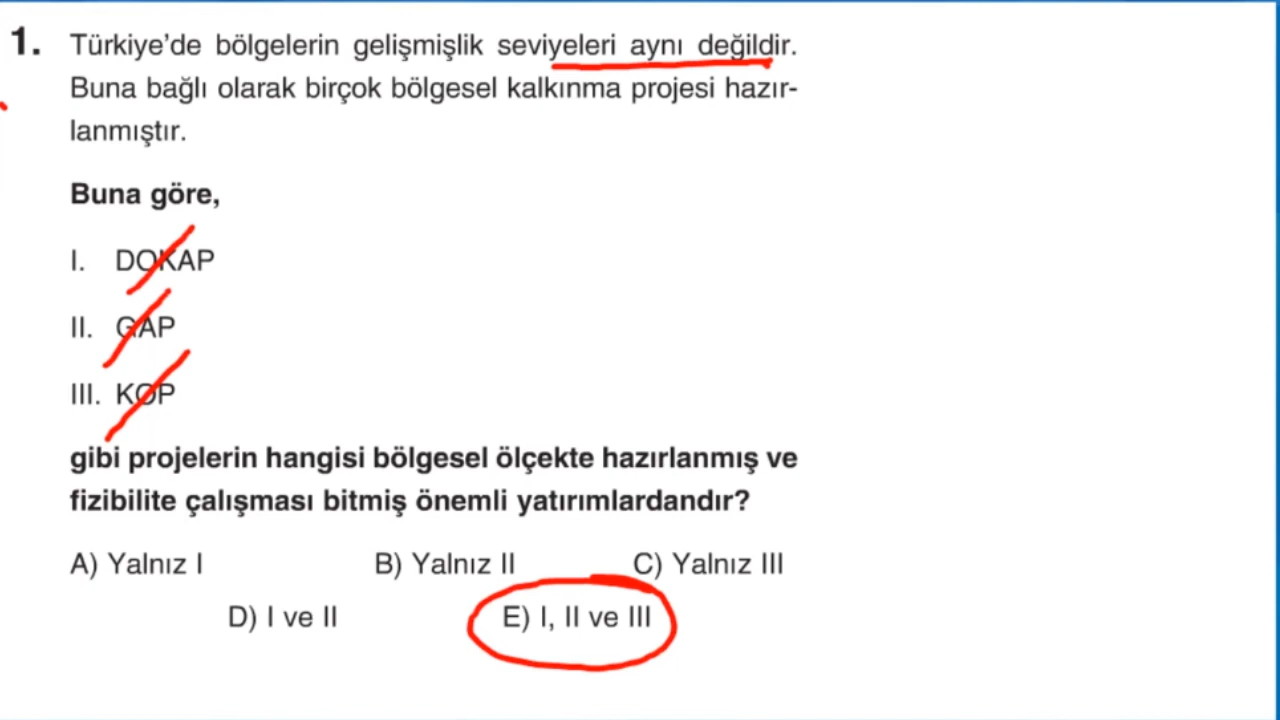 1. Türkiye'de bölgelerin gelişmişlik seviyeleri aynı değildir.
Buna bağlı olarak birçok bölgesel kalkınma projesi hazır-
lanmıştır.
Buna göre,
I. DOKAP
II. GAP
III. KOP
gibi projelerin hangisi bölgesel ölçekte hazırlanmış ve
fizibilite çalışması bitmiş önemli yatırımlardandır?
A) Yalnız I B) Yalnız II C) Yalnız III
D) I ve II E) I, II ve III